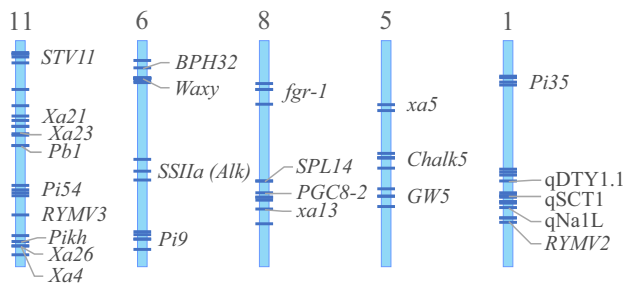 11
STV11
Xa21
Xa23
Pb1
Pi54
RYMV3
Pikh
Xa26
Xa4
6
BPH32
Waxy
SSIIa (Alk)
Pi9
8
fgr-1
SPL14
PGC8-2
xa13
5
xa5
Chalk5
GW5
1
Pi35
qDTY1.1
qSCT1
qNa1L
RYMV2